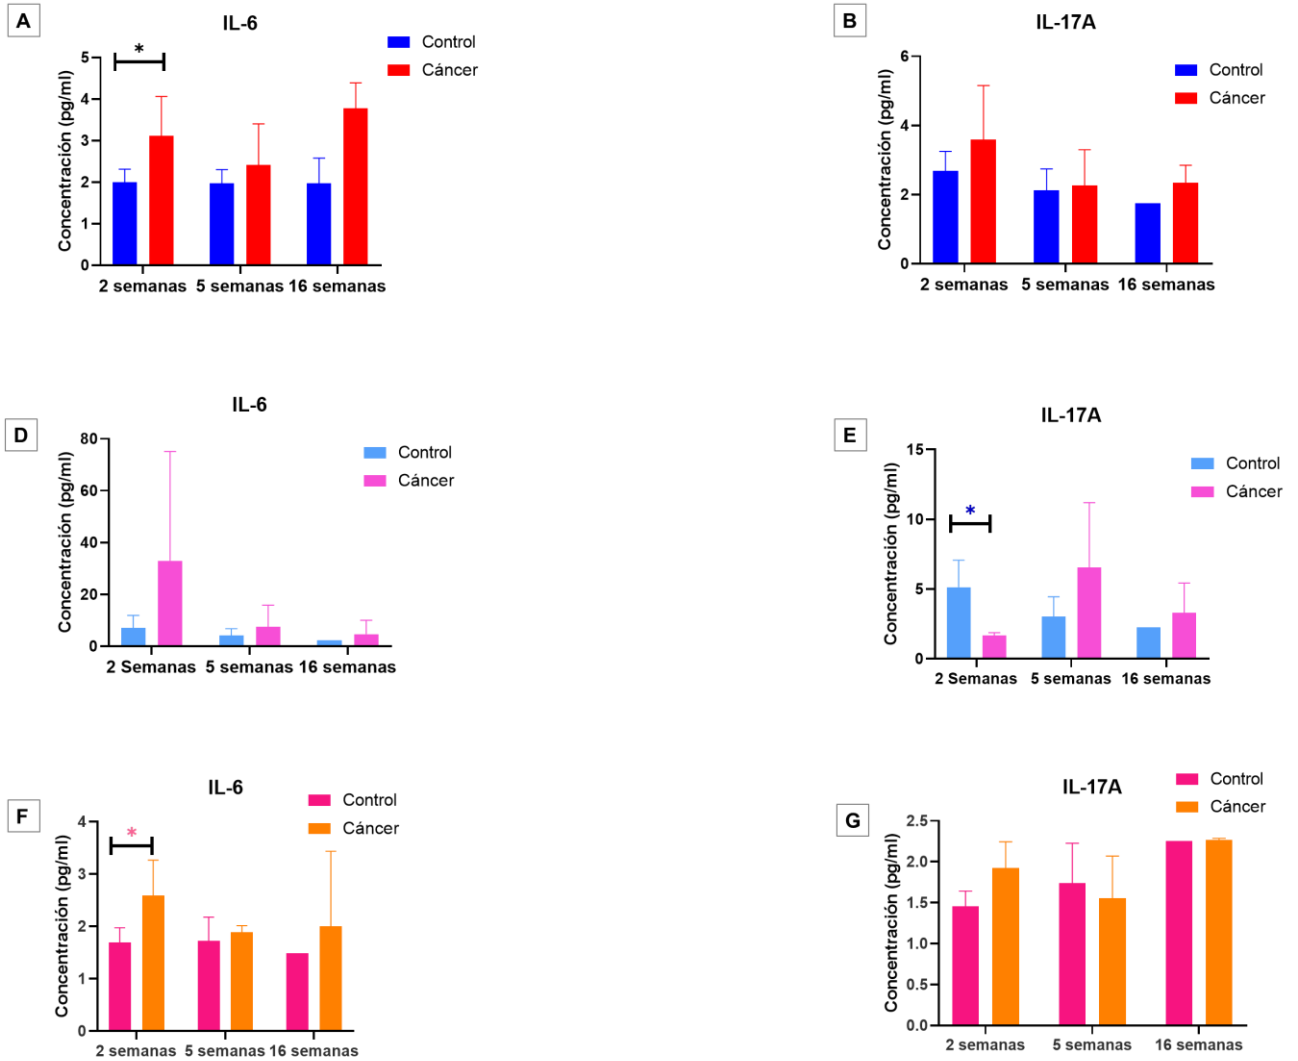 A
IL-6
Control
Cáncer
*
Concentración (pg/ml)
5
4
3
2
1
0
2 semanas 5 semanas 16 semanas
B
IL-17A
Control
Cáncer
Concentración (pg/ml)
6
4
2
0
2 semanas 5 semanas 16 semanas
D
IL-6
Control
Cáncer
Concentración (pg/ml)
80
60
40
20
0
2 Semanas 5 semanas 16 semanas
E
IL-17A
Control
Cáncer
*
Concentración (pg/ml)
15
10
5
0
2 Semanas 5 semanas 16 semanas
F
IL-6
Control
Cáncer
*
Concentración (pg/ml)
4
3
2
1
0
2 semanas 5 semanas 16 semanas
G
IL-17A
Control
Cáncer
Concentración (pg/ml)
2.5
2.0
1.5
1.0
0.5
0.0
2 semanas 5 semanas 16 semanas